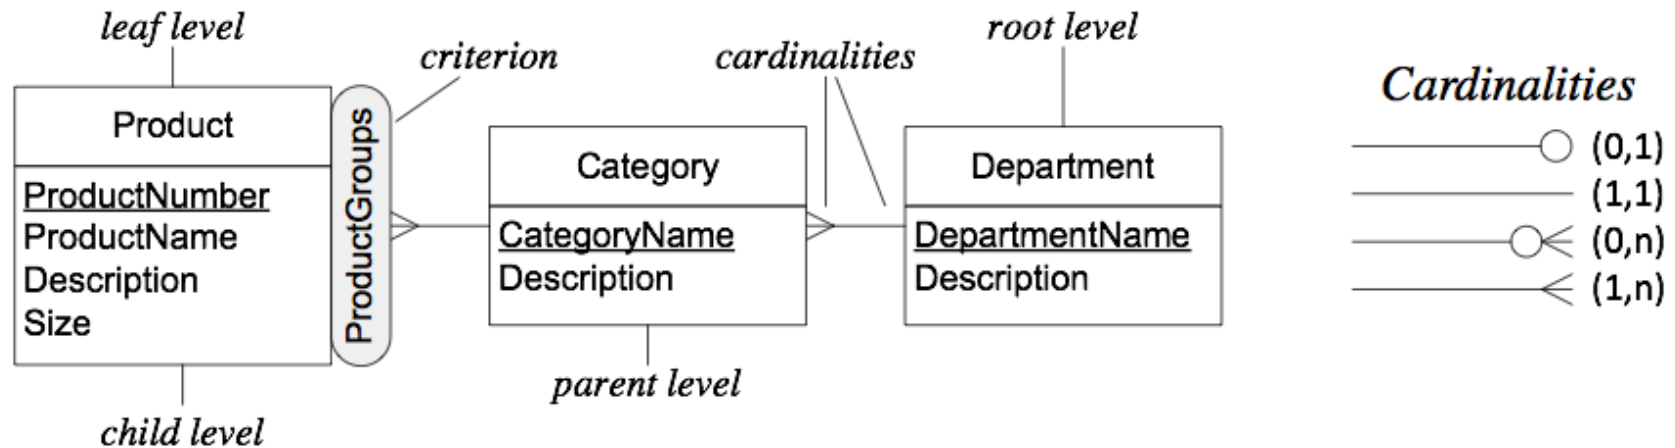 leaf level
criterion
cardinalities
root level
Product
ProductNumber
ProductName
Description
Size
ProductGroups
Category
CategoryName
Description
Department
DepartmentName
Description
child level
parent level
Cardinalities
(0,1)
(1,1)
(0,n)
(1,n)